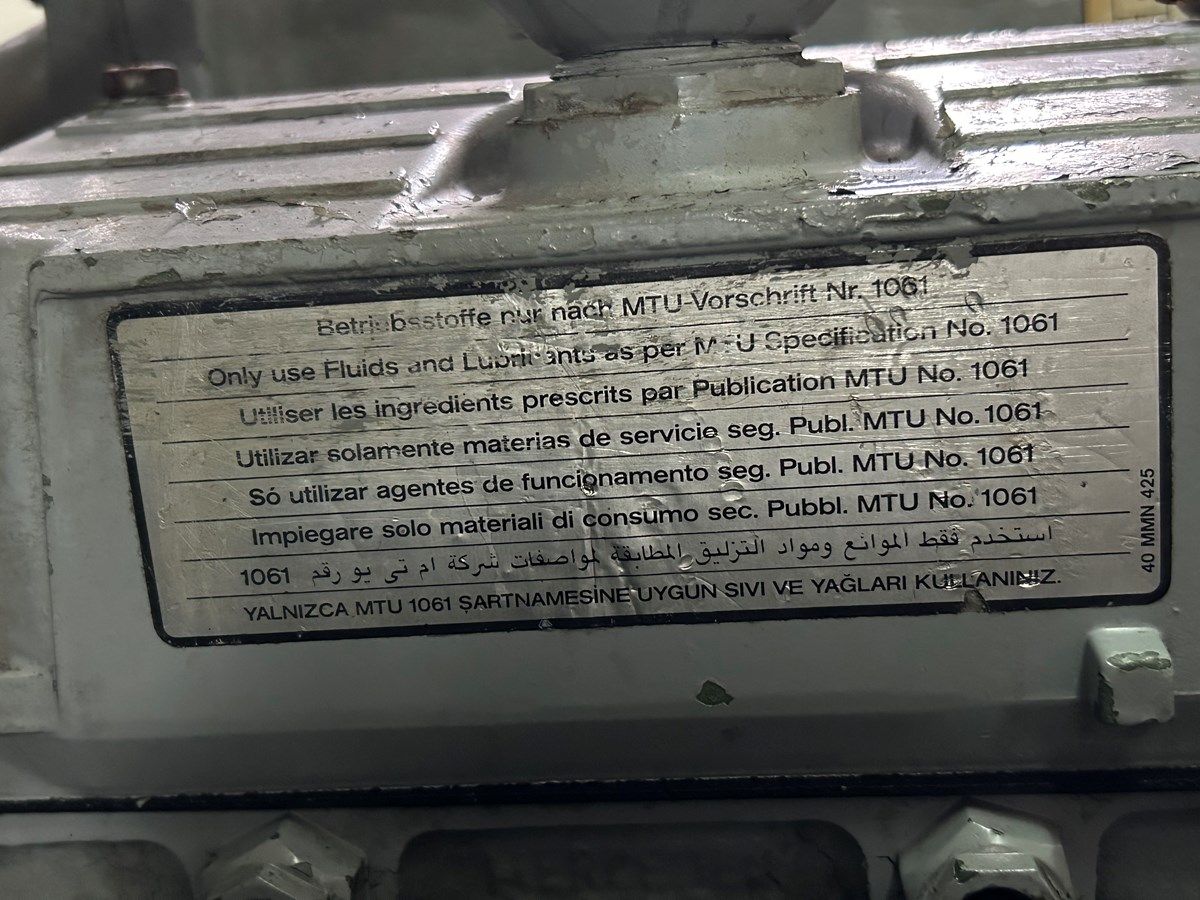 Betriebsstoffe nur nach MTU-Vorschrift Nr. 1061
Only use Fluids and Lubricants as per MTU Specification No. 1061
Utiliser les ingredients prescrits par Publication MTU No. 1061
Utilizar solamente materias de servicie seg. Publ. MTU No. 1061
Só utilizar agentes de funcionamento seg. Publ. MTU No. 1061
Impiegare solo materiali di consumo sec. Pubbl. MTU No. 1061
استخدم فقط الموائع ومواد التزليق المطابقة لمواصفات شركة ام تى يو رقم 1061
YALNIZCA MTU 1061 ŞARTNAMESİNE UYGUN SIVI VE YAĞLARI KULLANINIZ.
40 MMN 425